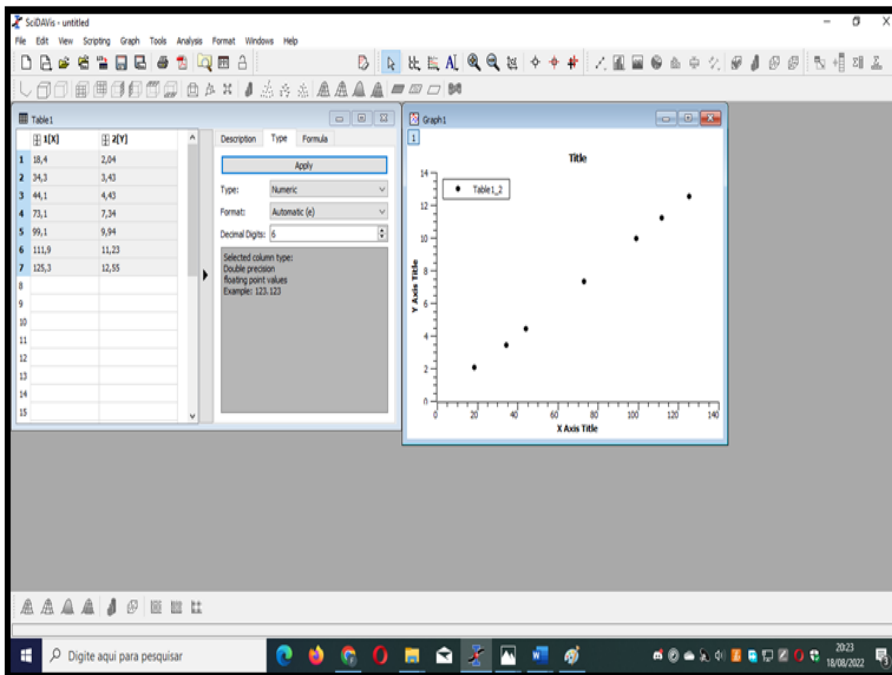 SciDAVis - untitled
File Edit View Scripting Graph Tools Analysis Format Windows Help
Table1
1[X] 2[Y]
1 18,4 2,04
2 34,3 3,43
3 44,1 4,43
4 73,1 7,34
5 99,1 9,94
6 111,9 11,23
7 125,3 12,55
8
9
10
11
12
13
14
15
Description Type Formula
Apply
Type: Numeric
Format: Automatic (e)
Decimal Digits: 6
Selected column type:
Double precision
floating point values
Example: 123.123
Graph1
1
Title
Table1_2
14
12
10
8
6
4
2
0
Y Axis Title
0 20 40 60 80 100 120 140
X Axis Title
Digite aqui para pesquisar
20:23
18/08/2022
3